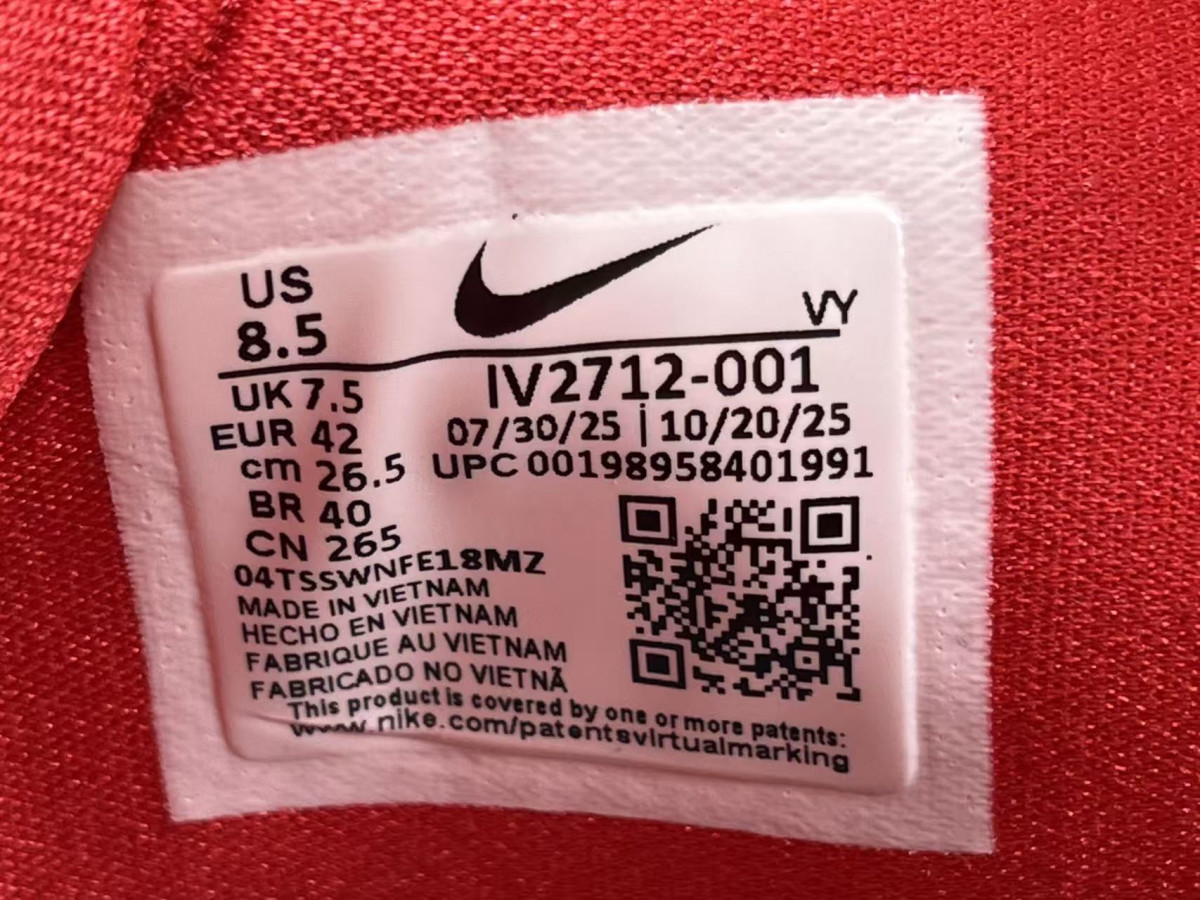 US
8.5
VY
UK 7.5
EUR 42
cm 26.5
BR 40
CN 265
IV2712-001
07/30/25 | 10/20/25
UPC 00198958401991
04TSSWNFE18MZ
MADE IN VIETNAM
HECHO EN VIETNAM
FABRIQUE AU VIETNAM
FABRICADO NO VIETNÃ
This product is covered by one or more patents:
www.nike.com/patentsvirtualmarking